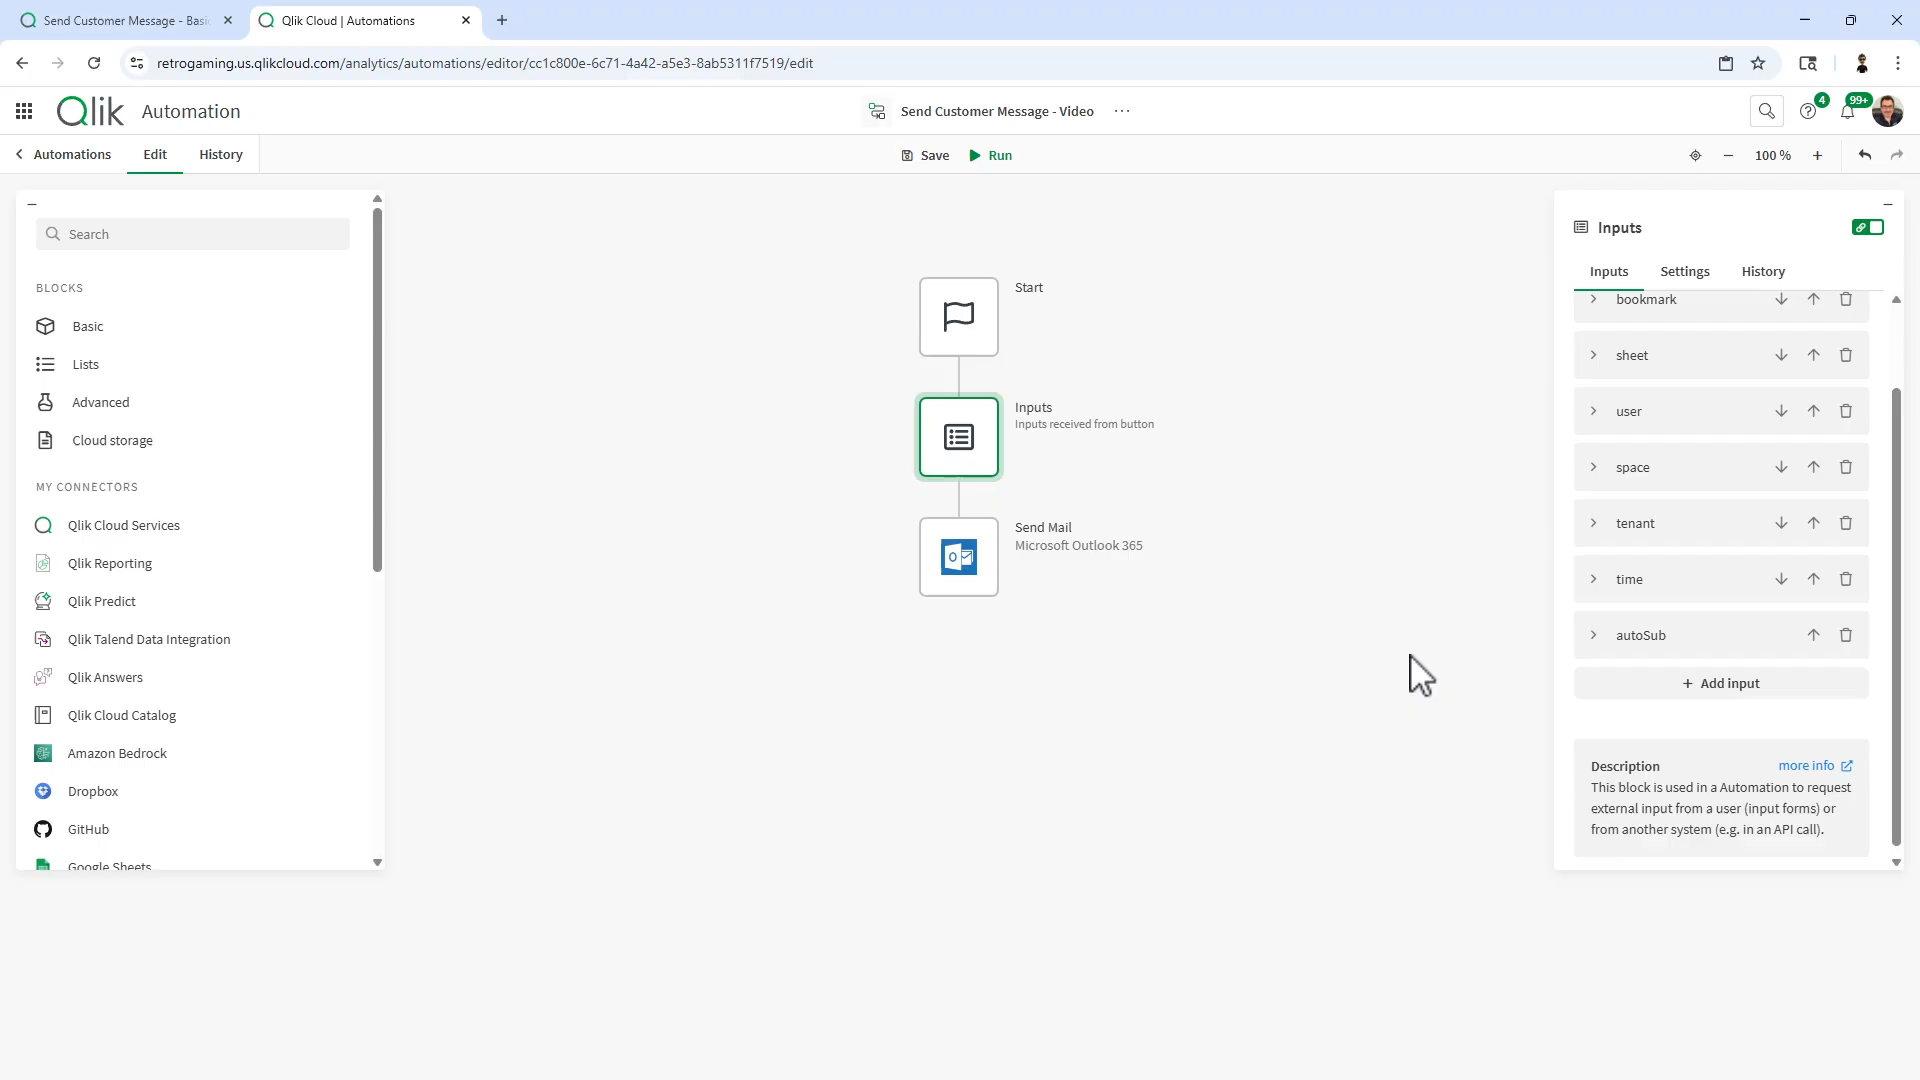 Send Customer Message - Basi
Qlik Cloud | Automations
retrogaming.us.qlikcloud.com/analytics/automations/editor/cc1c800e-6c71-4a42-a5e3-8ab5311f7519/edit
Qlik
Automation
Send Customer Message - Video
4
99+
Automations
Edit
History
Save
Run
100 %
Search
BLOCKS
Basic
Lists
Advanced
Cloud storage
MY CONNECTORS
Qlik Cloud Services
Qlik Reporting
Qlik Predict
Qlik Talend Data Integration
Qlik Answers
Qlik Cloud Catalog
Amazon Bedrock
Dropbox
GitHub
Google Sheets
Start
Inputs
Inputs received from button
Send Mail
Microsoft Outlook 365
Inputs
Inputs
Settings
History
bookmark
sheet
user
space
tenant
time
autoSub
+ Add input
Description
more info
This block is used in a Automation to request
external input from a user (input forms) or
from another system (e.g. in an API call).